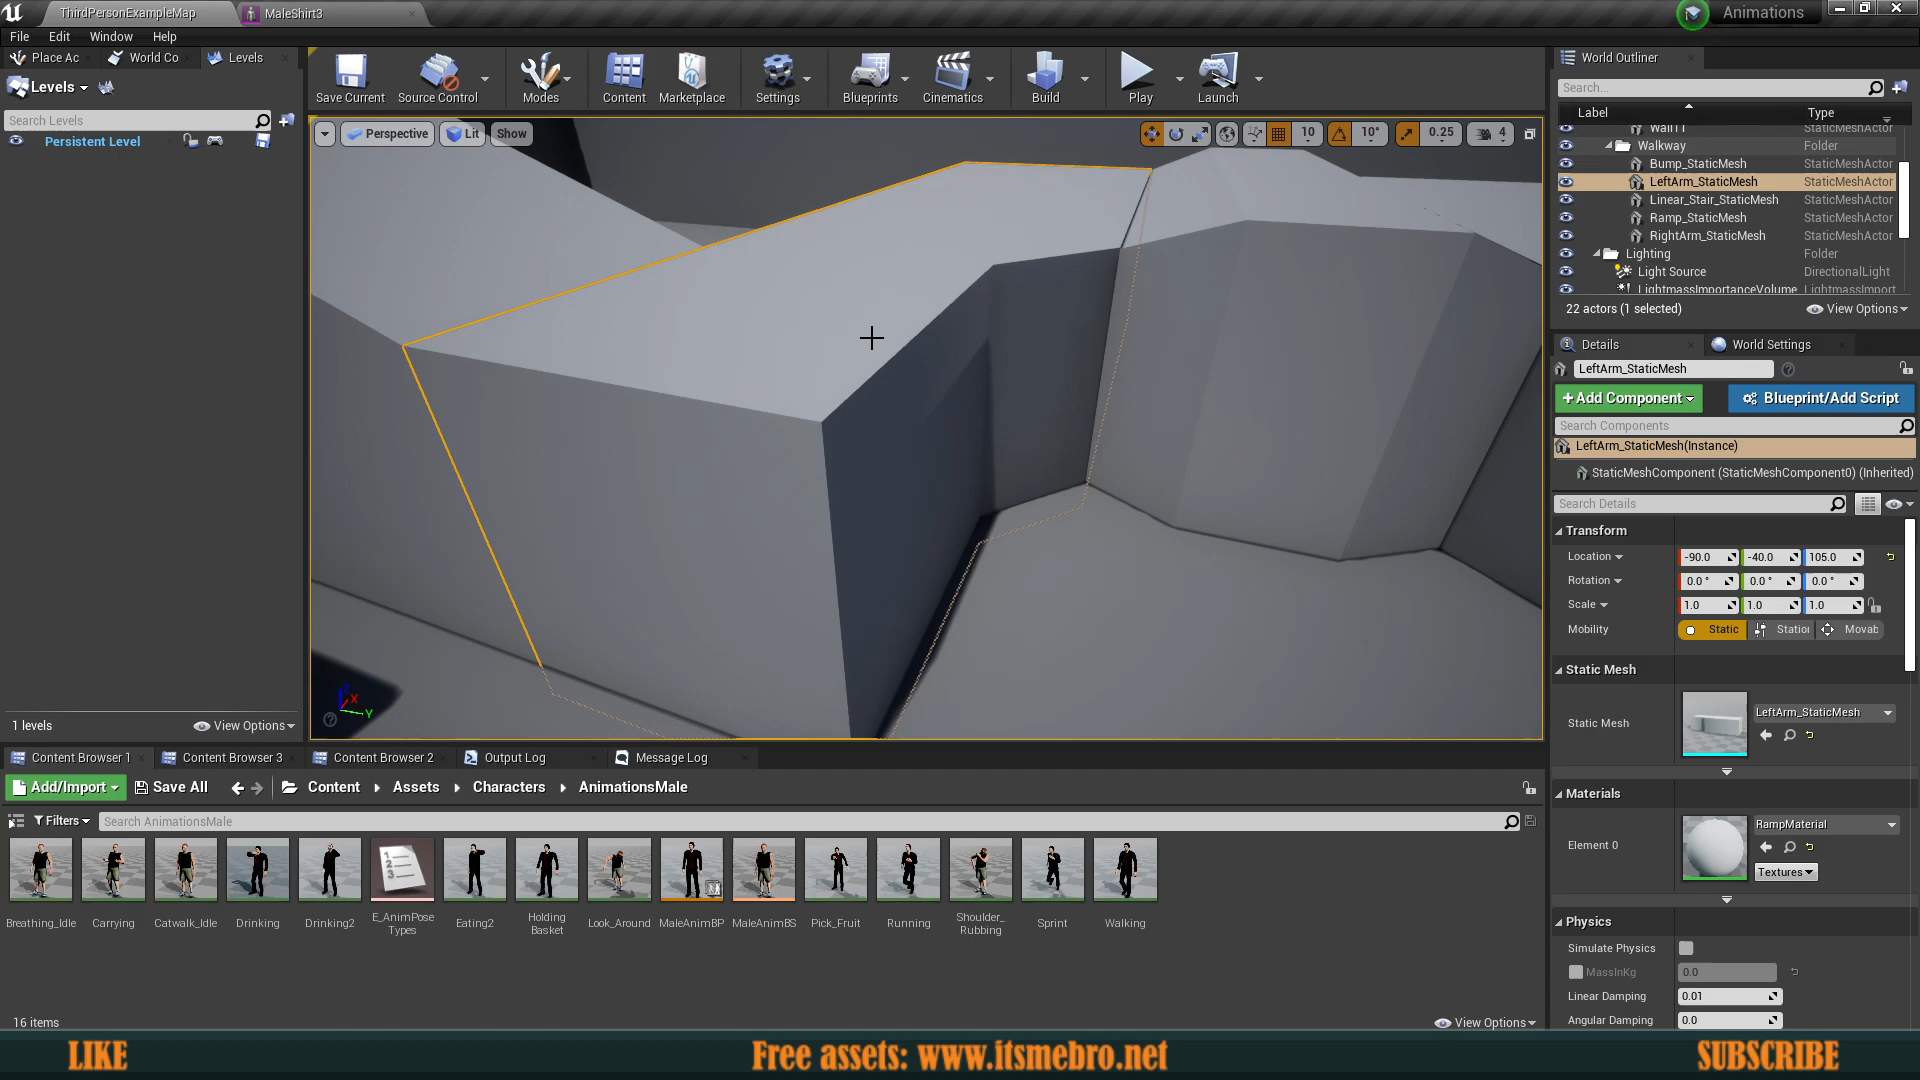 ThirdPersonExampleMap
MaleShirt3
Animations
File Edit Window Help
Place Ac
World Co
Levels
Levels
Search Levels
Persistent Level
1 levels
View Options
Save Current
Source Control
Modes
Content
Marketplace
Settings
Blueprints
Cinematics
Build
Play
Launch
Perspective
Lit
Show
10
10°
0.25
4
X
Y
World Outliner
Search...
Label Type
Wall11 StaticMeshActor
Walkway Folder
Bump_StaticMesh StaticMeshActor
LeftArm_StaticMesh StaticMeshActor
Linear_Stair_StaticMesh StaticMeshActor
Ramp_StaticMesh StaticMeshActor
RightArm_StaticMesh StaticMeshActor
Lighting Folder
Light Source DirectionalLight
LightmassImportanceVolume LightmassImport
22 actors (1 selected)
View Options
Details
World Settings
LeftArm_StaticMesh
+Add Component
Blueprint/Add Script
Search Components
LeftArm_StaticMesh(Instance)
StaticMeshComponent (StaticMeshComponent0) (Inherited)
Search Details
Transform
Location -90.0 -40.0 105.0
Rotation 0.0 ° 0.0 ° 0.0 °
Scale 1.0 1.0 1.0
Mobility Static Station Movab
Static Mesh
Static Mesh LeftArm_StaticMesh
Materials
Element 0 RampMaterial
Textures
Physics
Simulate Physics
MassInKg 0.0
Linear Damping 0.01
Angular Damping 0.0
Content Browser 1
Content Browser 3
Content Browser 2
Output Log
Message Log
Add/Import
Save All
Content
Assets
Characters
AnimationsMale
Filters
Search AnimationsMale
1
2
3
Breathing_Idle
Carrying
Catwalk_Idle
Drinking
Drinking2
E_AnimPose
Types
Eating2
Holding
Basket
Look_Around
MaleAnimBP
MaleAnimBS
Pick_Fruit
Running
Shoulder_
Rubbing
Sprint
Walking
16 items
View Options
LIKE
Free assets: www.itsmebro.net
SUBSCRIBE